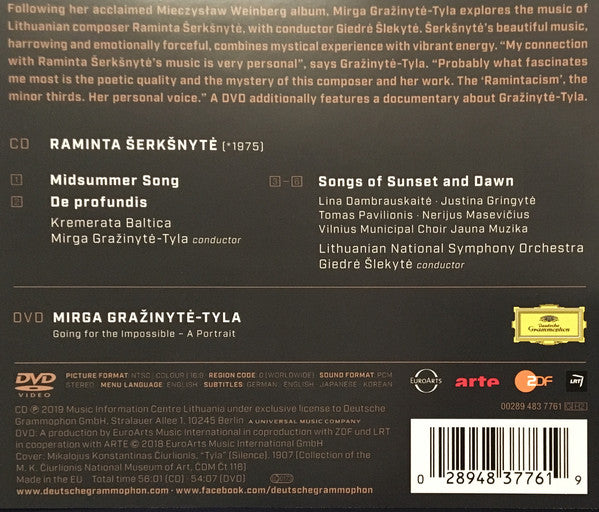 Following her acclaimed Mieczysław Weinberg album, Mirga Gražinytė-Tyla explores the music of
Lithuanian composer Raminta Šerkšnytė, with conductor Giedrė Šlekytė. Šerkšnytė's beautiful music,
harrowing and emotionally forceful, combines mystical experience with vibrant energy. “My connection
with Raminta Šerkšnytė's music is very personal”, says Gražinytė-Tyla. “Probably what fascinates
me most is the poetic quality and the mystery of this composer and her work. The ‘Ramintacism’, the
minor thirds. Her personal voice.” A DVD additionally features a documentary about Gražinytė-Tyla.
CD RAMINTA ŠERKŠNYTĖ (*1975)
1 Midsummer Song
2 De profundis
Kremerata Baltica
Mirga Gražinytė-Tyla conductor
3–6 Songs of Sunset and Dawn
Lina Dambrauskaitė · Justina Gringytė
Tomas Pavilionis · Nerijus Masevičius
Vilnius Municipal Choir Jauna Muzika
Lithuanian National Symphony Orchestra
Giedrė Šlekytė conductor
DVD MIRGA GRAŽINYTĖ-TYLA
Going for the Impossible – A Portrait
Deutsche
Grammophon
DVD
VIDEO
PICTURE FORMAT: NTSC | COLOUR | 16:9 REGION CODE: 0 (WORLDWIDE) SOUND FORMAT: PCM
STEREO MENU LANGUAGE: ENGLISH SUBTITLES: GERMAN, ENGLISH, JAPANESE, KOREAN
EUROARTS
arte
ZDF
LRT
CD ℗ 2019 Music Information Centre Lithuania under exclusive license to Deutsche
Grammophon GmbH, Stralauer Allee 1, 10245 Berlin A UNIVERSAL MUSIC COMPANY
DVD: A production by EuroArts Music International in coproduction with ZDF und LRT
in cooperation with ARTE © 2018 EuroArts Music International GmbH
Cover: Mikalojus Konstantinas Čiurlionis, “Tyla” (Silence), 1907 (Collection of the
M. K. Čiurlionis National Museum of Art, ČDM Čt 118)
Made in the EU Total time 56:01 (CD) · 54:07 (DVD)
www.deutschegrammophon.com · www.facebook.com/deutschegrammophon
00289 483 7761 GH2
0 28948 37761 9